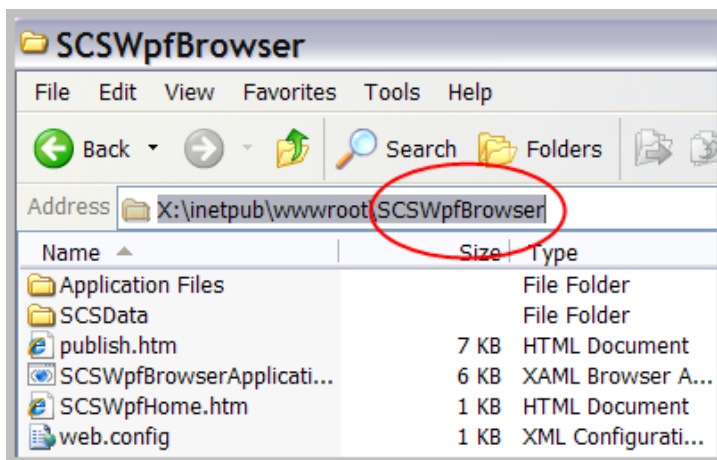 SCSWpfBrowser
File Edit View Favorites Tools Help
Back Search Folders
Address X:\inetpub\wwwroot\SCSWpfBrowser
Name Size Type
Application Files File Folder
SCSData File Folder
publish.htm 7 KB HTML Document
SCSWpfBrowserApplicati... 6 KB XAML Browser A...
SCSWpfHome.htm 1 KB HTML Document
web.config 1 KB XML Configurati...